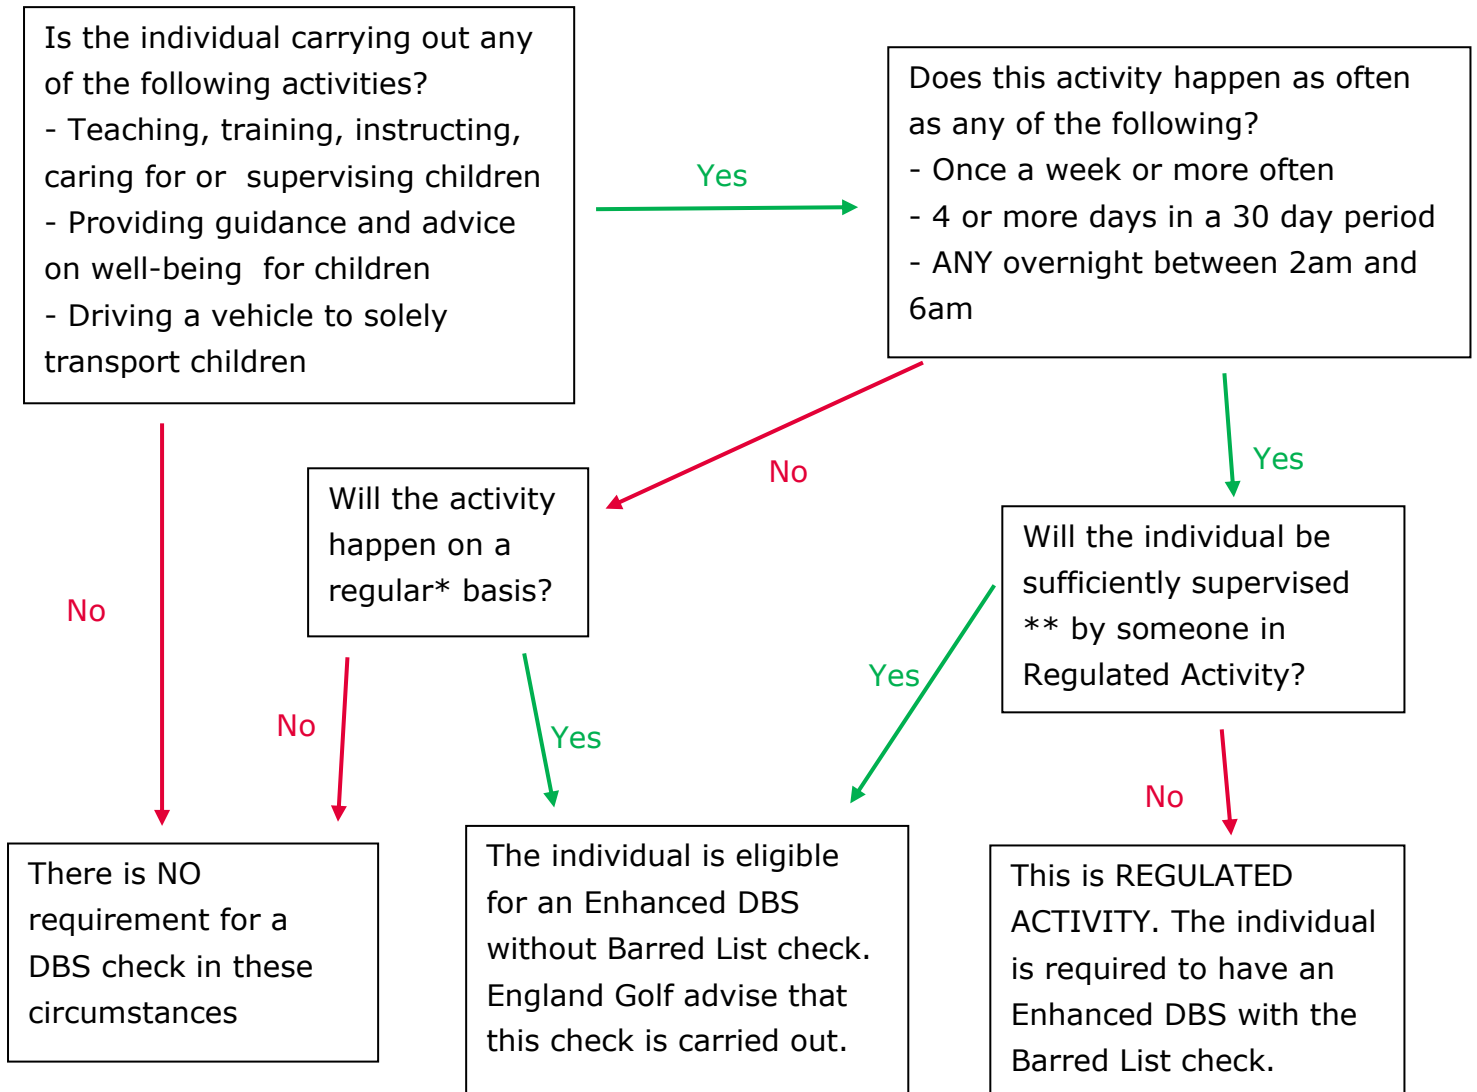 Is the individual carrying out any
of the following activities?
- Teaching, training, instructing,
caring for or  supervising children
- Providing guidance and advice
on well-being  for children
- Driving a vehicle to solely
transport children
Yes
Does this activity happen as often
as any of the following?
- Once a week or more often
- 4 or more days in a 30 day period
- ANY overnight between 2am and
6am
No
No
Yes
Will the activity
happen on a
regular* basis?
Will the individual be
sufficiently supervised
** by someone in
Regulated Activity?
No
Yes
Yes
No
There is NO
requirement for a
DBS check in these
circumstances
The individual is eligible
for an Enhanced DBS
without Barred List check.
England Golf advise that
this check is carried out.
This is REGULATED
ACTIVITY. The individual
is required to have an
Enhanced DBS with the
Barred List check.